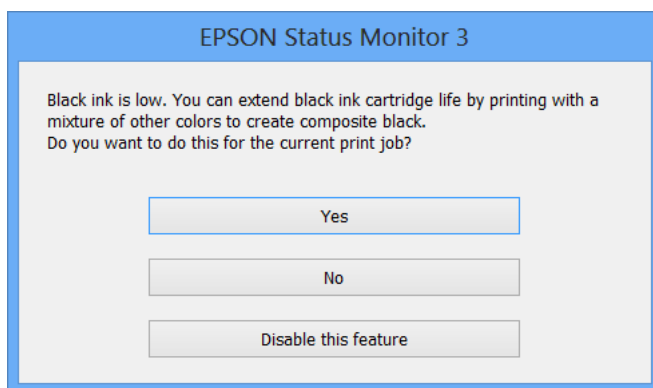 EPSON Status Monitor 3
Black ink is low. You can extend black ink cartridge life by printing with a
mixture of other colors to create composite black.
Do you want to do this for the current print job?
Yes
No
Disable this feature